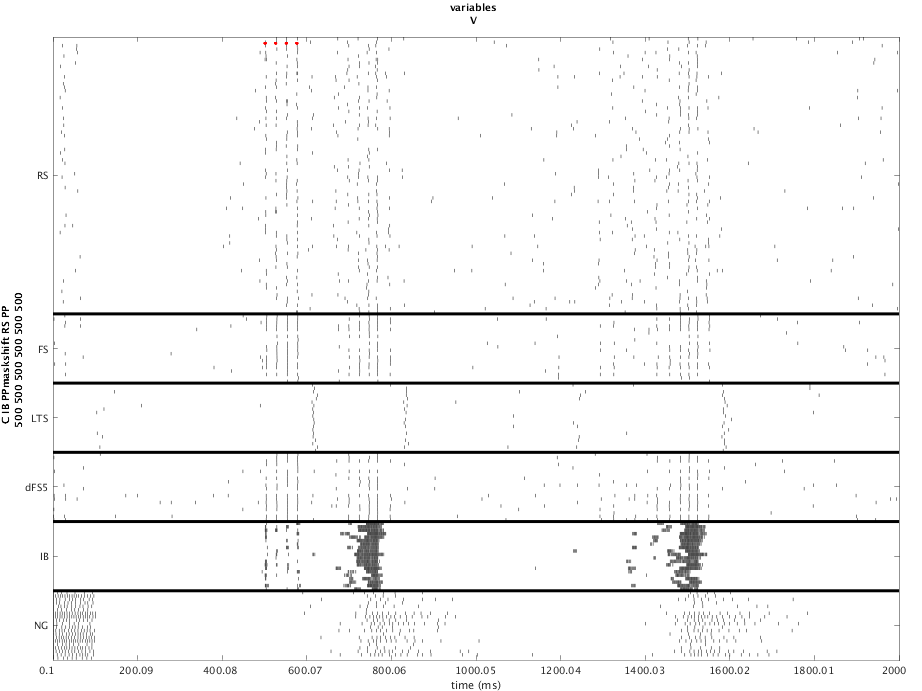 variables
V
C IB PPmaskshift RS PP
500 500 500 500 500 500
RS
FS
LTS
dFS5
IB
NG
0.1 200.09 400.08 600.07 800.06 1000.05 1200.04 1400.03 1600.02 1800.01 2000
time (ms)